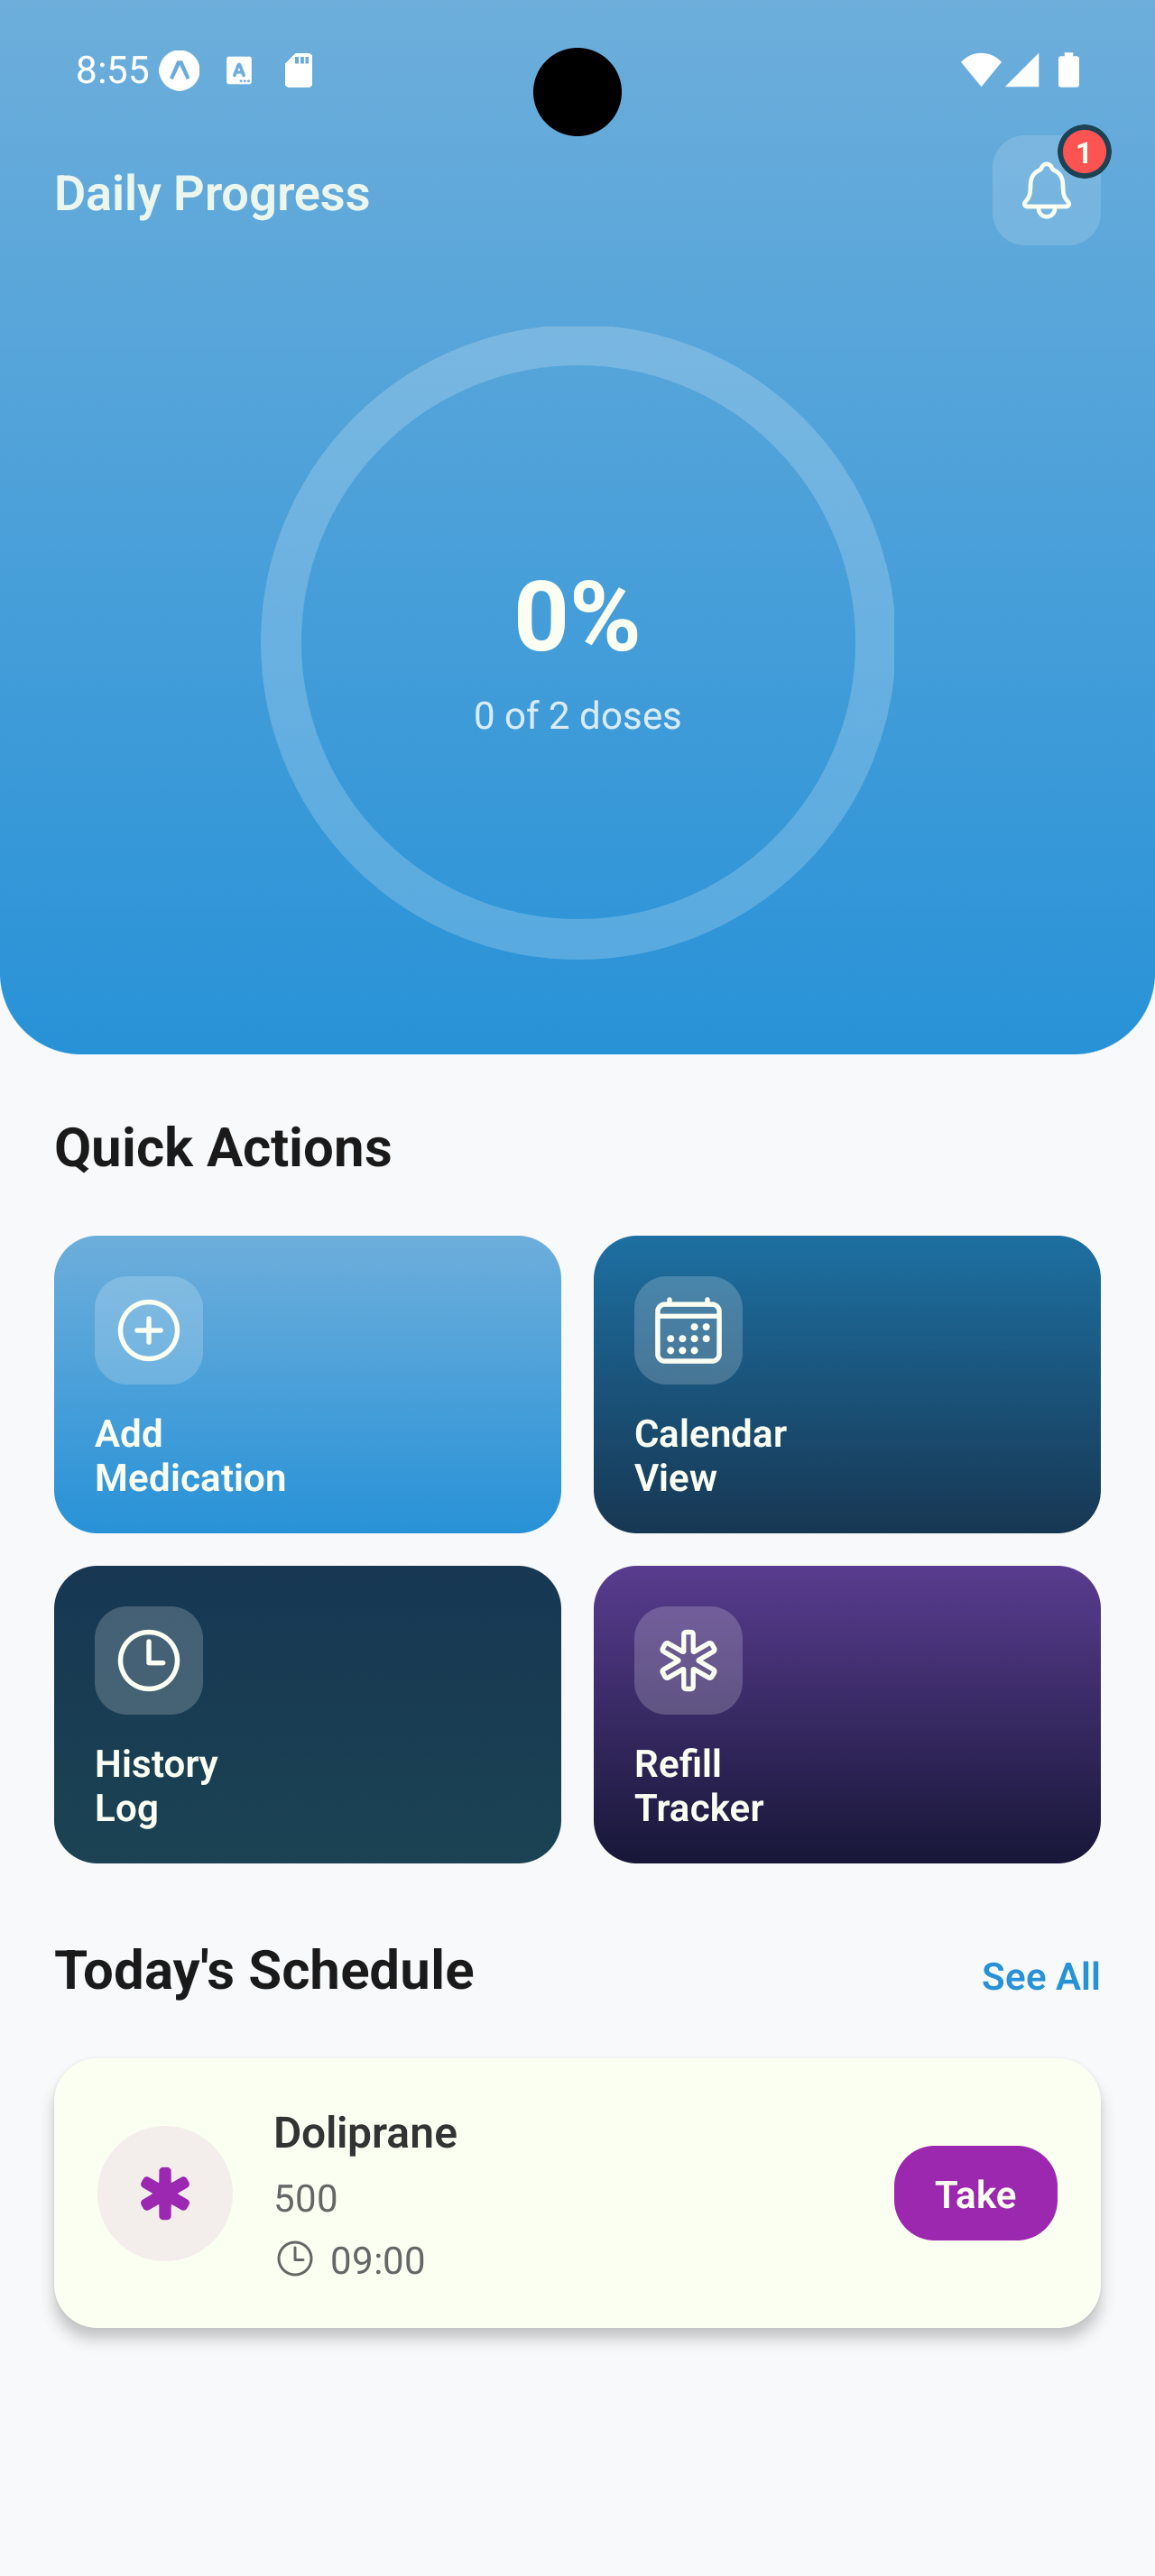 8:55
Daily Progress
1
0%
0 of 2 doses
Quick Actions
Add
Medication
Calendar
View
History
Log
Refill
Tracker
Today's Schedule
See All
Doliprane
500
09:00
Take